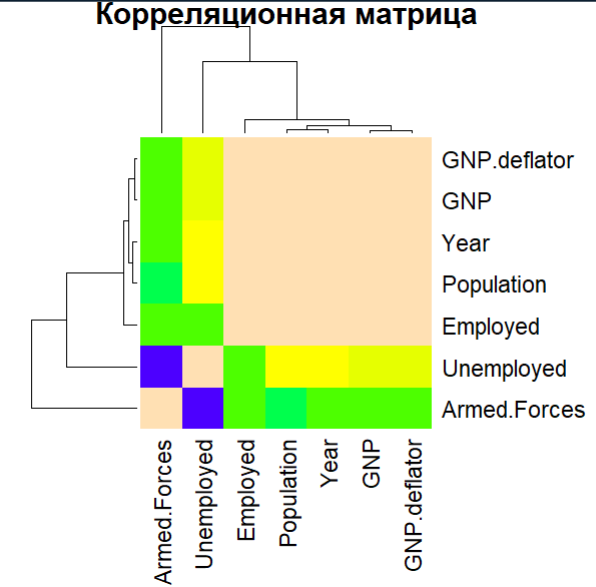 Корреляционная матрица
GNP.deflator
GNP
Year
Population
Employed
Unemployed
Armed.Forces
Armed.Forces
Unemployed
Employed
Population
Year
GNP
GNP.deflator